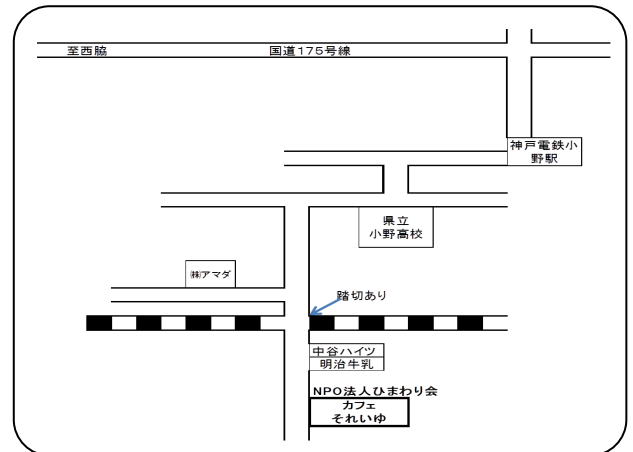 至西脇
国道175号線
神戸電鉄小
野駅
県立
小野高校
㈱アマダ
踏切あり
中谷ハイツ
明治牛乳
NPO法人ひまわり会
カフェ
それいゆ